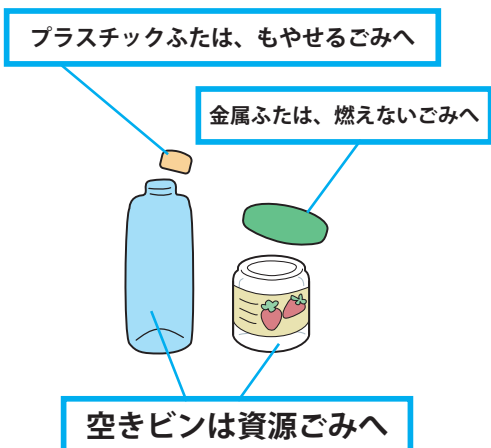 プラスチックふたは、もやせるごみへ
金属ふたは、燃えないごみへ
空きビンは資源ごみへ